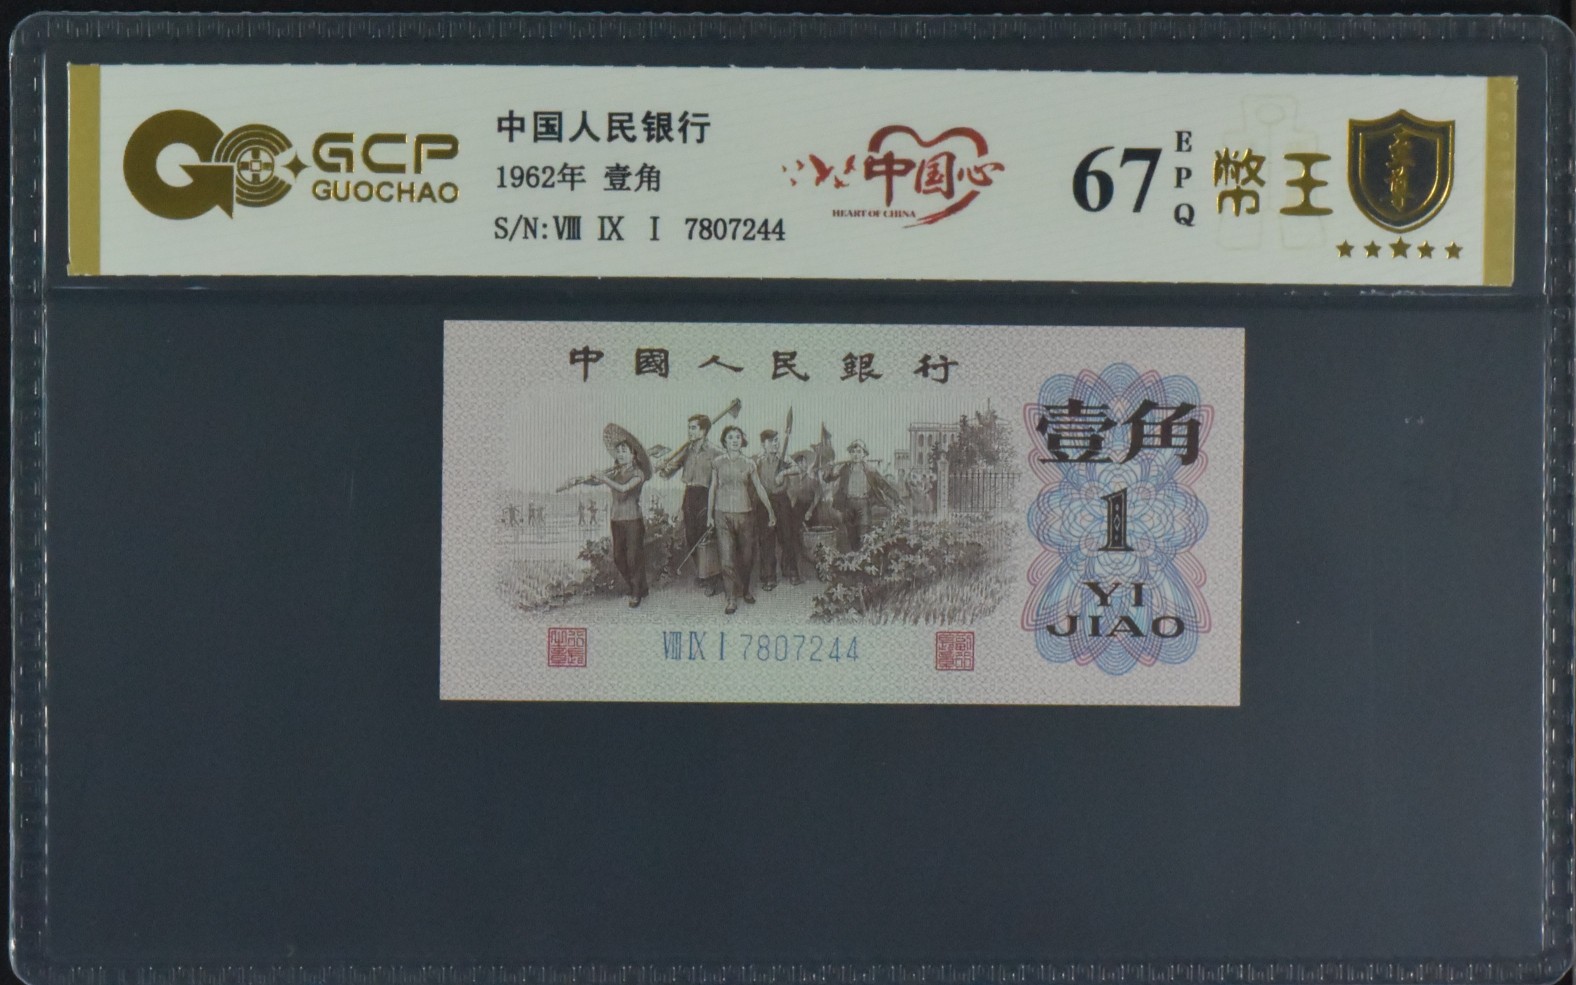 GCP
GUOCHAO
中国人民银行
1962年 壹角
S/N: Ⅷ Ⅸ Ⅰ 7807244
中国心
HEART OF CHINA
67
EPQ
幣王
中國人民銀行
壹角
1
YI
JIAO
Ⅷ Ⅸ Ⅰ 7807244